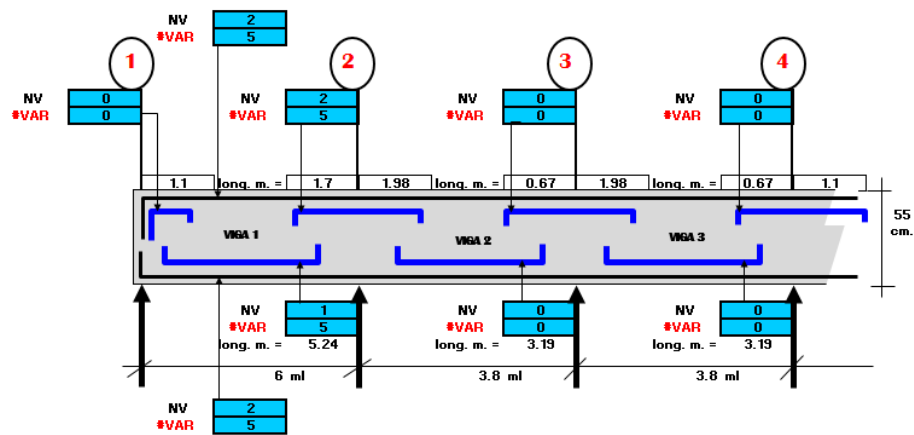 NV 2
#VAR 5
1 2 3 4
NV 0 NV 2 NV 0 NV 0
#VAR 0 #VAR 5 #VAR 0 #VAR 0
1.1 long. m. = 1.7 1.98 long. m. = 0.67 1.98 long. m. = 0.67 1.1
VIGA 1 VIGA 2 VIGA 3
55
cm.
NV 1 NV 0 NV 0
#VAR 5 #VAR 0 #VAR 0
long. m. = 5.24 long. m. = 3.19 long. m. = 3.19
6 ml 3.8 ml 3.8 ml
NV 2
#VAR 5